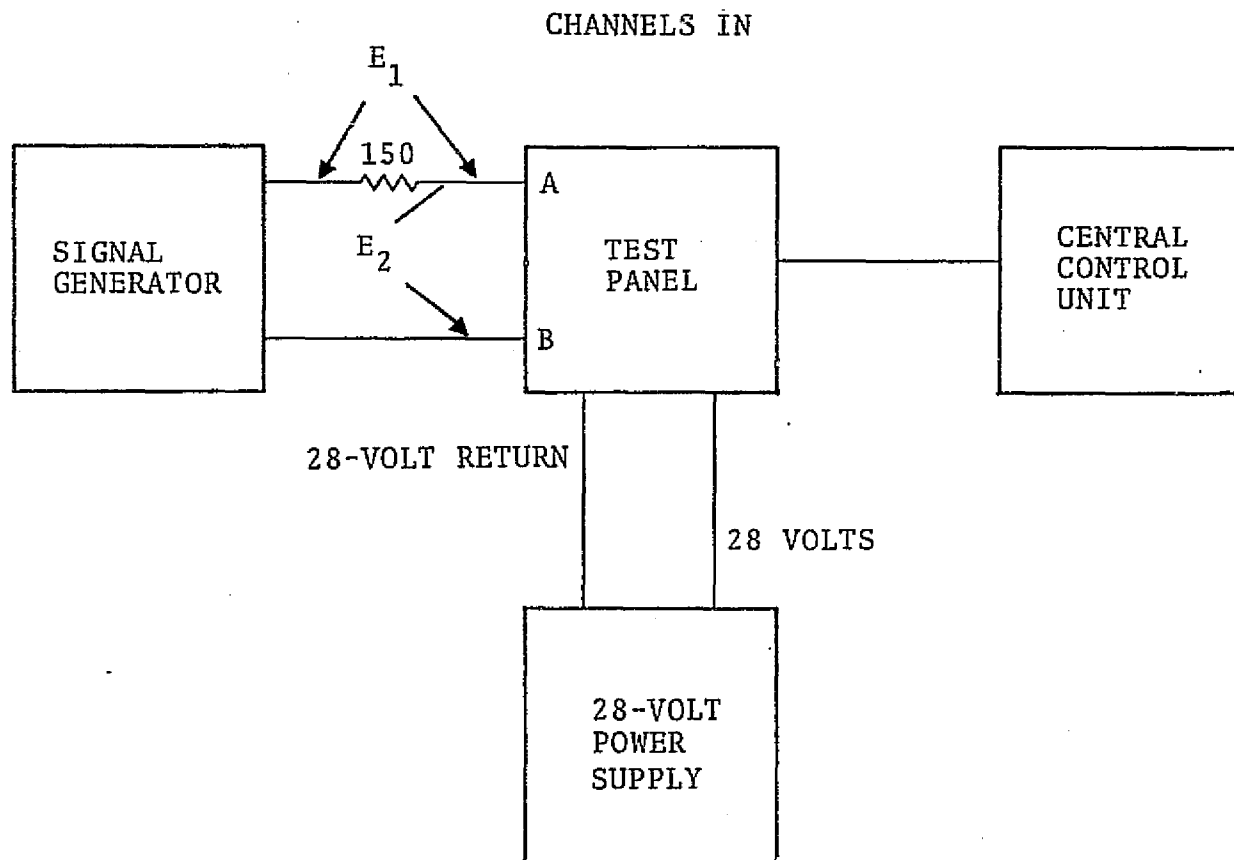 CHANNELS IN
E1
150
A
E2
B
SIGNAL
GENERATOR
TEST
PANEL
CENTRAL
CONTROL
UNIT
28-VOLT RETURN
28 VOLTS
28-VOLT
POWER
SUPPLY